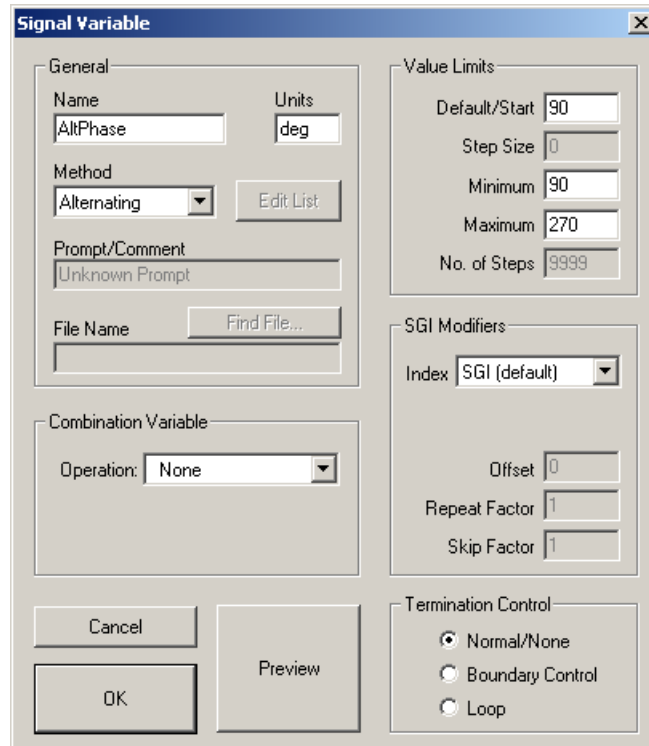 Signal Variable
General
Name
Units
AltPhase
deg
Method
Alternating
Edit List
Prompt/Comment
Unknown Prompt
File Name
Find File...
Combination Variable
Operation: None
Cancel
OK
Preview
Value Limits
Default/Start 90
Step Size 0
Minimum 90
Maximum 270
No. of Steps 9999
SGI Modifiers
Index SGI (default)
Offset 0
Repeat Factor 1
Skip Factor 1
Termination Control
Normal/None
Boundary Control
Loop